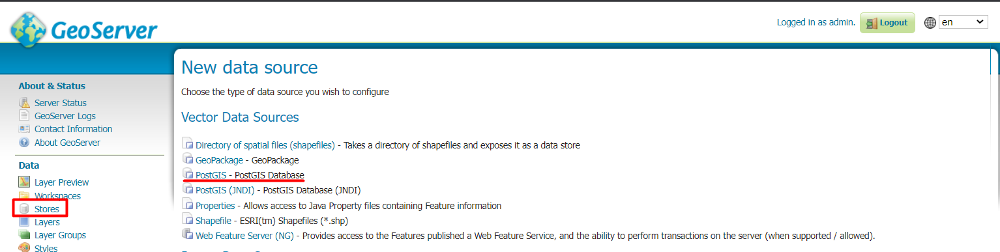 GeoServer
Logged in as admin.
Logout
en
About & Status
Server Status
GeoServer Logs
Contact Information
About GeoServer
Data
Layer Preview
Workspaces
Stores
Layers
Layer Groups
Styles
New data source
Choose the type of data source you wish to configure
Vector Data Sources
Directory of spatial files (shapefiles) - Takes a directory of shapefiles and exposes it as a data store
GeoPackage - GeoPackage
PostGIS - PostGIS Database
PostGIS (JNDI) - PostGIS Database (JNDI)
Properties - Allows access to Java Property files containing Feature information
Shapefile - ESRI(tm) Shapefiles (*.shp)
Web Feature Server (NG) - Provides access to the Features published a Web Feature Service, and the ability to perform transactions on the server (when supported / allowed).